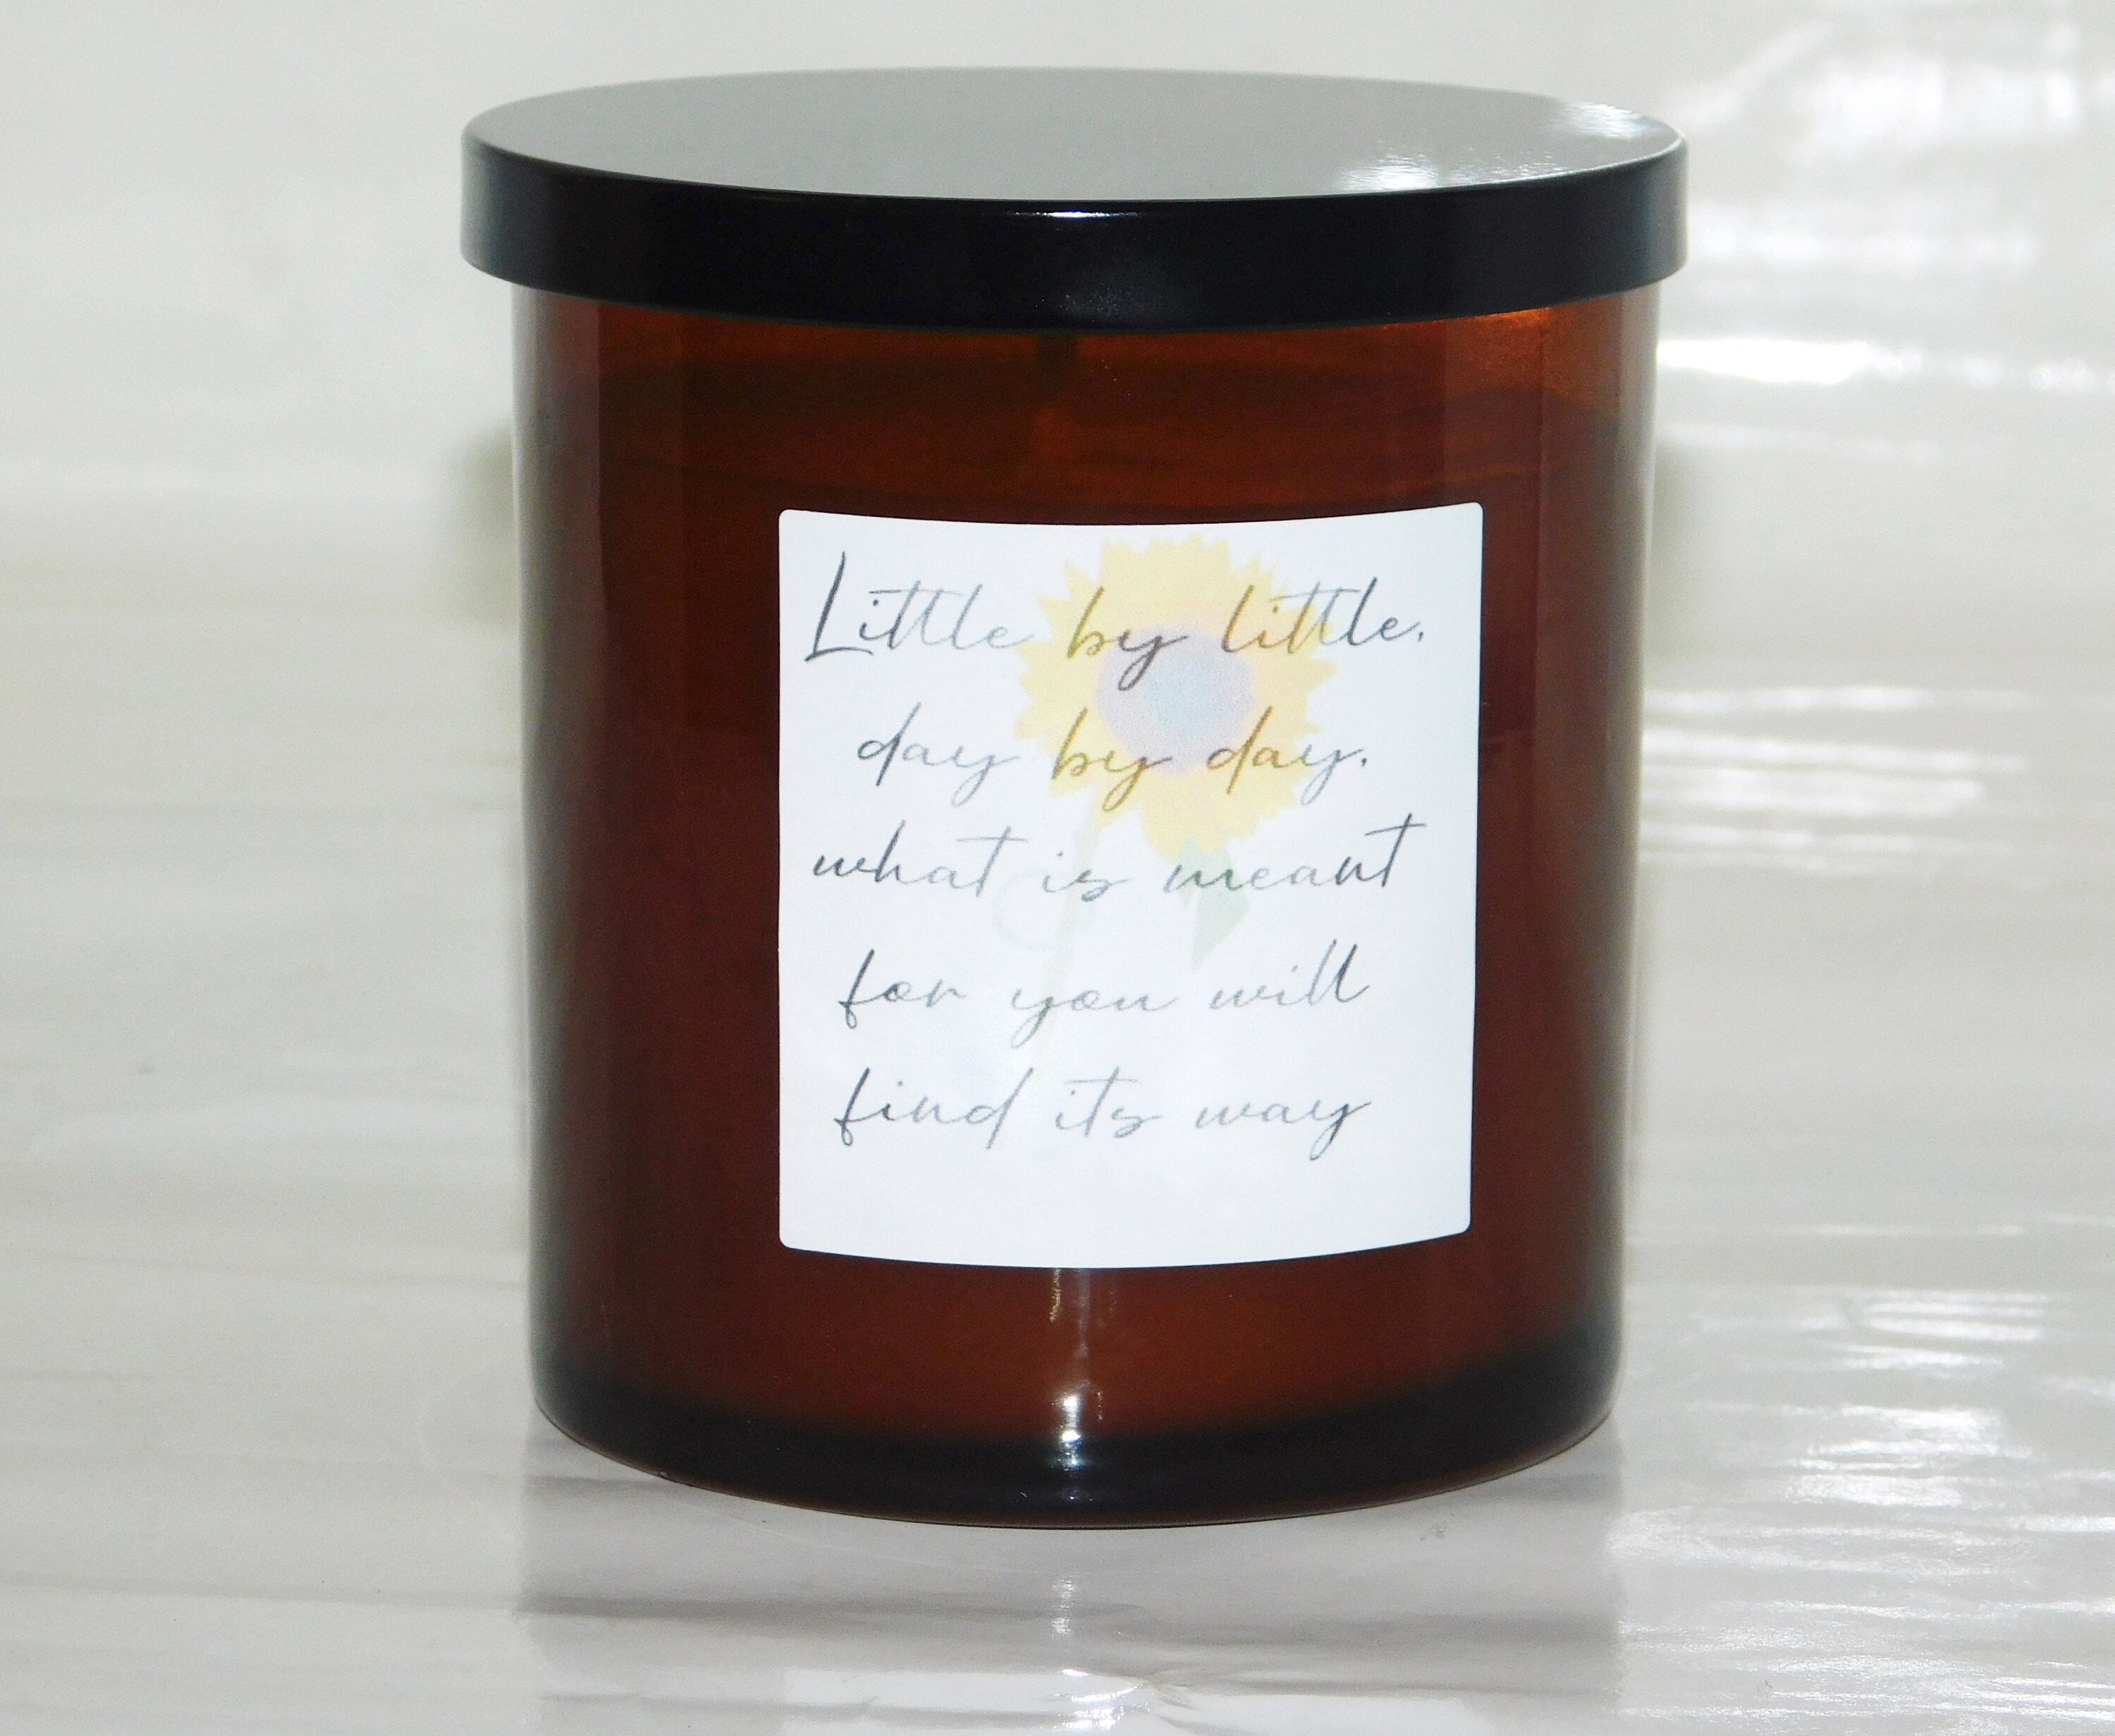 Little by little,
day by day,
what is meant
for you will
find its way